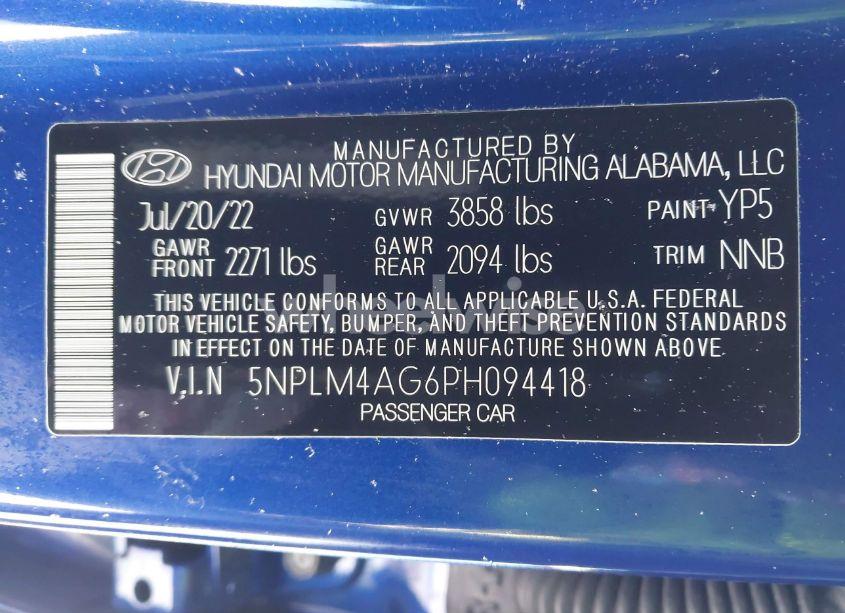 MANUFACTURED BY
HYUNDAI MOTOR MANUFACTURING ALABAMA, LLC
Jul/20/22 GVWR 3858 lbs PAINT YP5
GAWR FRONT 2271 lbs GAWR REAR 2094 lbs TRIM NNB
THIS VEHICLE CONFORMS TO ALL APPLICABLE U.S.A. FEDERAL
MOTOR VEHICLE SAFETY, BUMPER, AND THEFT PREVENTION STANDARDS
IN EFFECT ON THE DATE OF MANUFACTURE SHOWN ABOVE.
V.I.N 5NPLM4AG6PH094418
PASSENGER CAR